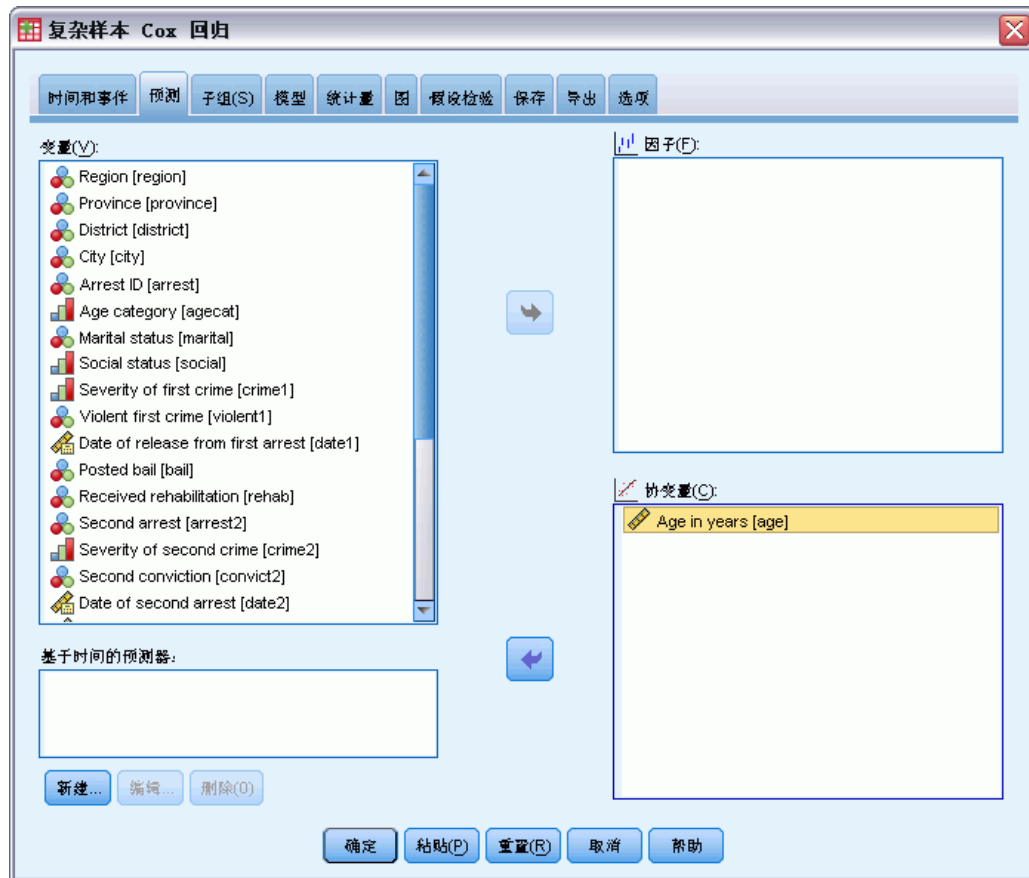 复杂样本 Cox 回归
时间和事件 预测 子组(S) 模型 统计量 图 假设检验 保存 导出 选项
变量(V):
Region [region]
Province [province]
District [district]
City [city]
Arrest ID [arrest]
Age category [agecat]
Marital status [marital]
Social status [social]
Severity of first crime [crime1]
Violent first crime [violent1]
Date of release from first arrest [date1]
Posted bail [bail]
Received rehabilitation [rehab]
Second arrest [arrest2]
Severity of second crime [crime2]
Second conviction [convict2]
Date of second arrest [date2]
基于时间的预测器:
新建... 编辑... 删除(O)
因子(F):
协变量(C):
Age in years [age]
确定 粘贴(P) 重置(R) 取消 帮助